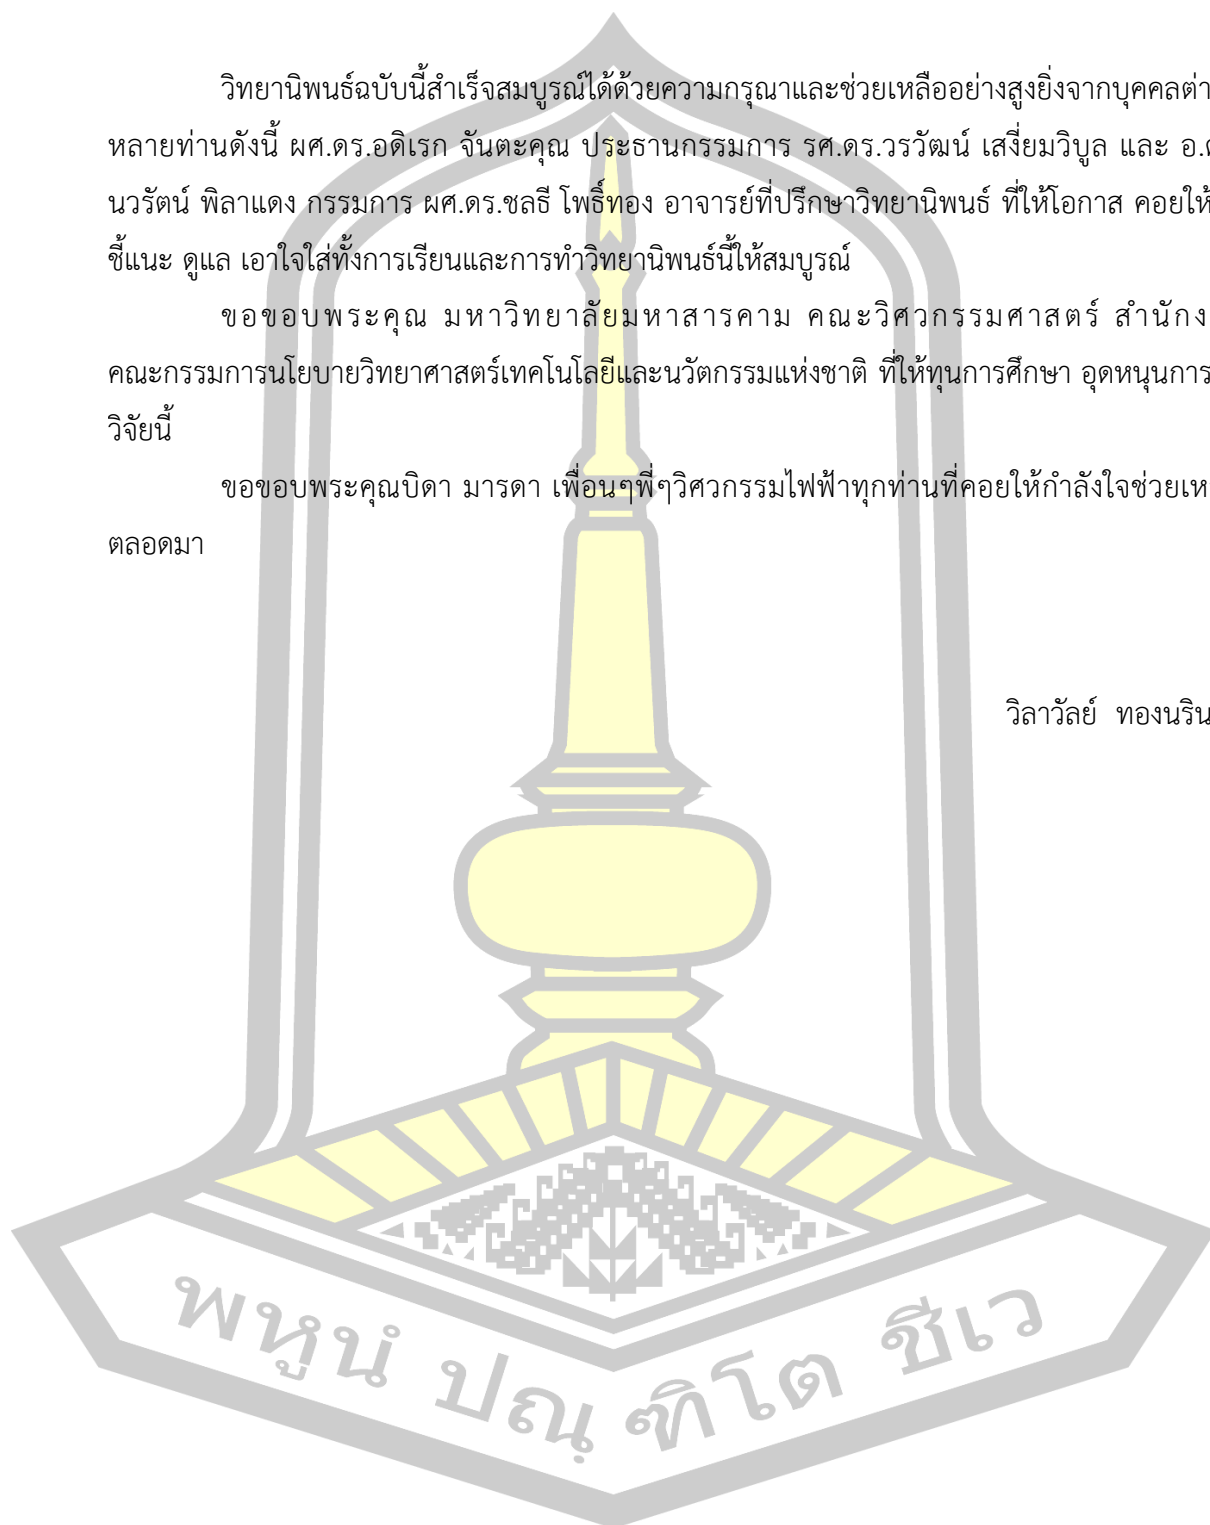 วิทยานิพนธ์ฉบับนี้สำเร็จสมบูรณ์ได้ด้วยความกรุณาและช่วยเหลืออย่างสูงยิ่งจากบุคคลต่า
หลายท่านดังนี้ ผศ.ดร.อดิเรก จันตะคุณ ประธานกรรมการ รศ.ดร.วรวัฒน์ เสงี่ยมวิบูล และ อ.
นวรัตน์ พิลาแดง กรรมการ ผศ.ดร.ชลธี โพธิ์ทอง อาจารย์ที่ปรึกษาวิทยานิพนธ์ ที่ให้โอกาส คอยให้
ชี้แนะ ดูแล เอาใจใส่ทั้งการเรียนและการทำวิทยานิพนธ์นี้ให้สมบูรณ์
ขอขอบพระคุณ มหาวิทยาลัยมหาสารคาม คณะวิศวกรรมศาสตร์ สำนักง
คณะกรรมการนโยบายวิทยาศาสตร์เทคโนโลยีและนวัตกรรมแห่งชาติ ที่ให้ทุนการศึกษา อุดหนุนการ
วิจัยนี้
ขอขอบพระคุณบิดา มารดา เพื่อนๆพี่ๆวิศวกรรมไฟฟ้าทุกท่านที่คอยให้กำลังใจช่วยเห
ตลอดมา
วิลาวัลย์ ทองนริน
พหูนํ ปณฺฑิโต ชีเว